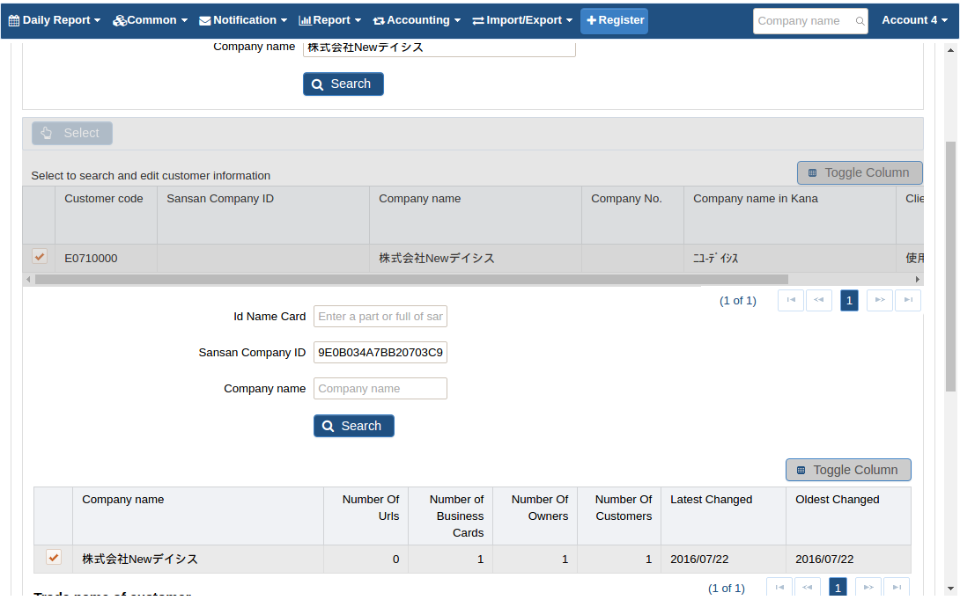 Daily Report Common Notification Report Accounting Import/Export Register Company name Account 4
Company name 株式会社Newデイシス
Search
Select
Select to search and edit customer information
Toggle Column
Customer code Sansan Company ID Company name Company No. Company name in Kana Clie
E0710000 株式会社Newデイシス ﾆﾕｰﾃﾞｲｼｽ 使用
(1 of 1) 1
Id Name Card Enter a part or full of sar
Sansan Company ID 9E0B034A7BB20703C9
Company name Company name
Search
Toggle Column
Company name Number Of Urls Number of Business Cards Number Of Owners Number Of Customers Latest Changed Oldest Changed
株式会社Newデイシス 0 1 1 1 2016/07/22 2016/07/22
(1 of 1) 1
Trade name of customer